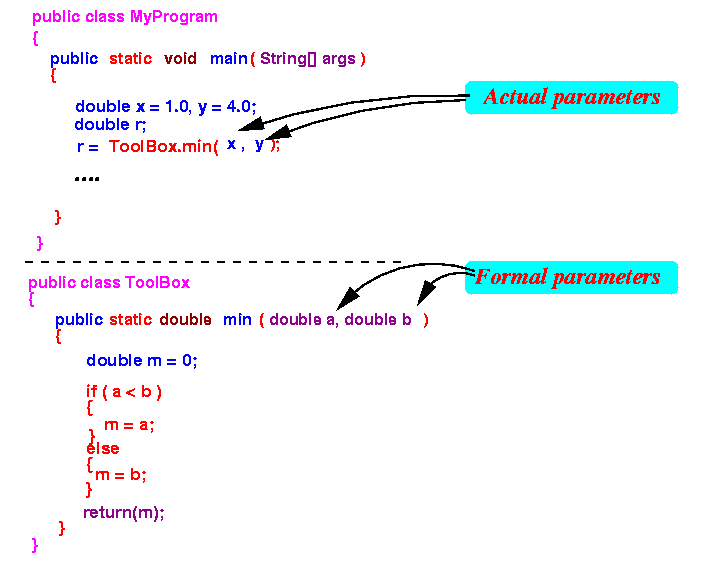 public class MyProgram
{
public static void main ( String[] args )
{
Actual parameters
double x = 1.0, y = 4.0;
double r;
r = ToolBox.min( x , y );
....
}
}
Formal parameters
public class ToolBox
{
public static double min ( double a, double b )
{
double m = 0;
if ( a < b )
{
m = a;
}
else
{
m = b;
}
return(m);
}
}